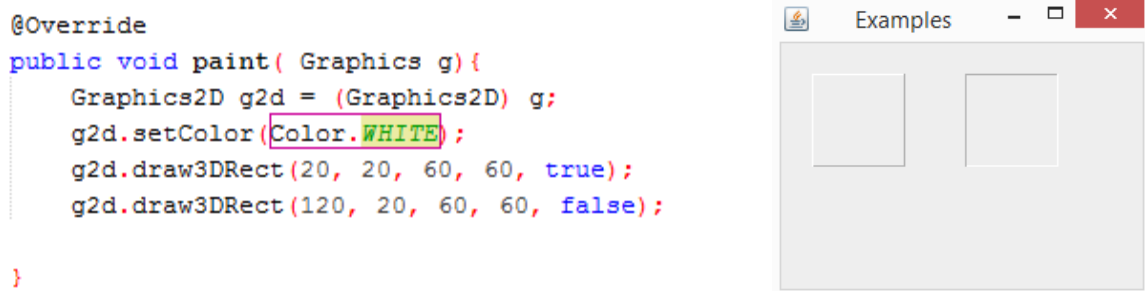 @Override
public void paint( Graphics g){
Graphics2D g2d = (Graphics2D) g;
g2d.setColor(Color.WHITE);
g2d.draw3DRect(20, 20, 60, 60, true);
g2d.draw3DRect(120, 20, 60, 60, false);
}
Examples